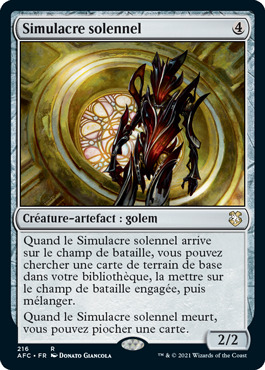 Simulacre solennel 4
Créature-artefact : golem
Quand le Simulacre solennel arrive
sur le champ de bataille, vous pouvez
chercher une carte de terrain de base
dans votre bibliothèque, la mettre sur
le champ de bataille engagée, puis
mélanger.
Quand le Simulacre solennel meurt,
vous pouvez piocher une carte.
2/2
216 R
AFC • FR Donato Giancola
™ & © 2021 Wizards of the Coast